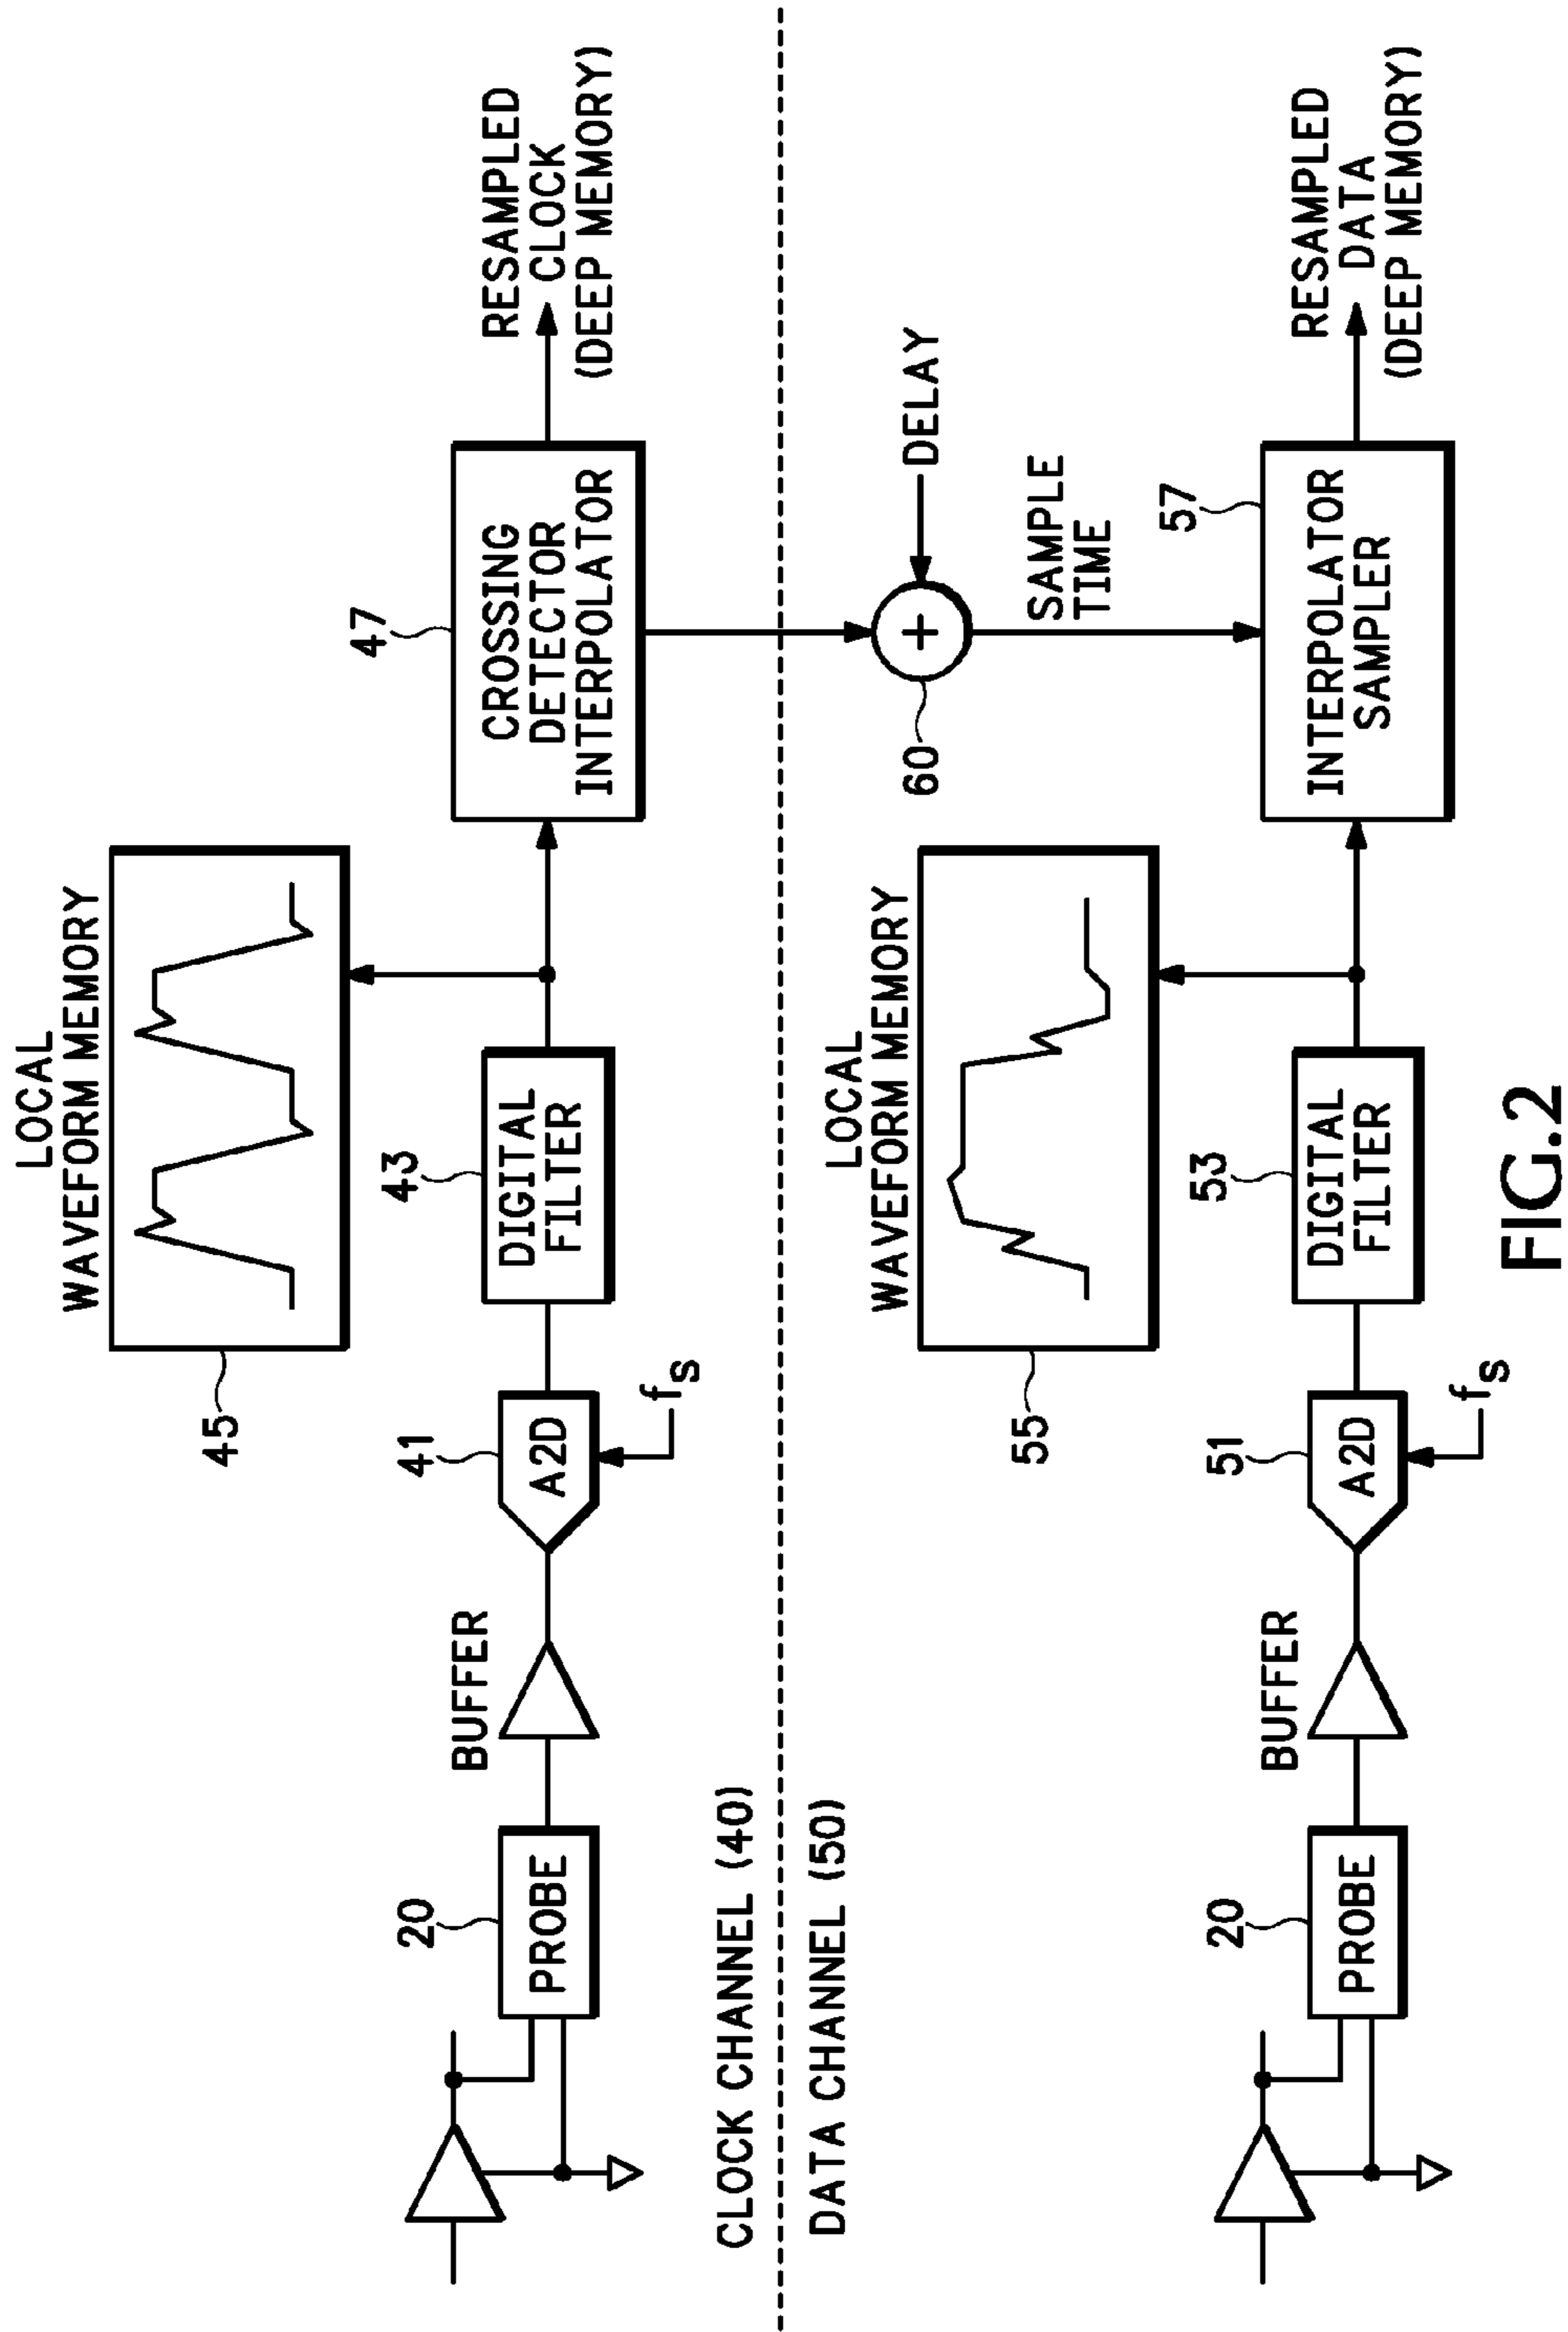 LOCAL
WAVEFORM MEMORY
45
47
20
BUFFER
41
43
PROBE
A2D
DIGITAL
FILTER
CROSSING
DETECTOR
INTERPOLATOR
RESAMPLED
CLOCK
(DEEP MEMORY)
fs
CLOCK CHANNEL (40)
DATA CHANNEL (50)
LOCAL
WAVEFORM MEMORY
55
60
+
DELAY
SAMPLE
TIME
57
20
BUFFER
51
53
PROBE
A2D
DIGITAL
FILTER
INTERPOLATOR
SAMPLER
RESAMPLED
DATA
(DEEP MEMORY)
fs
FIG.2